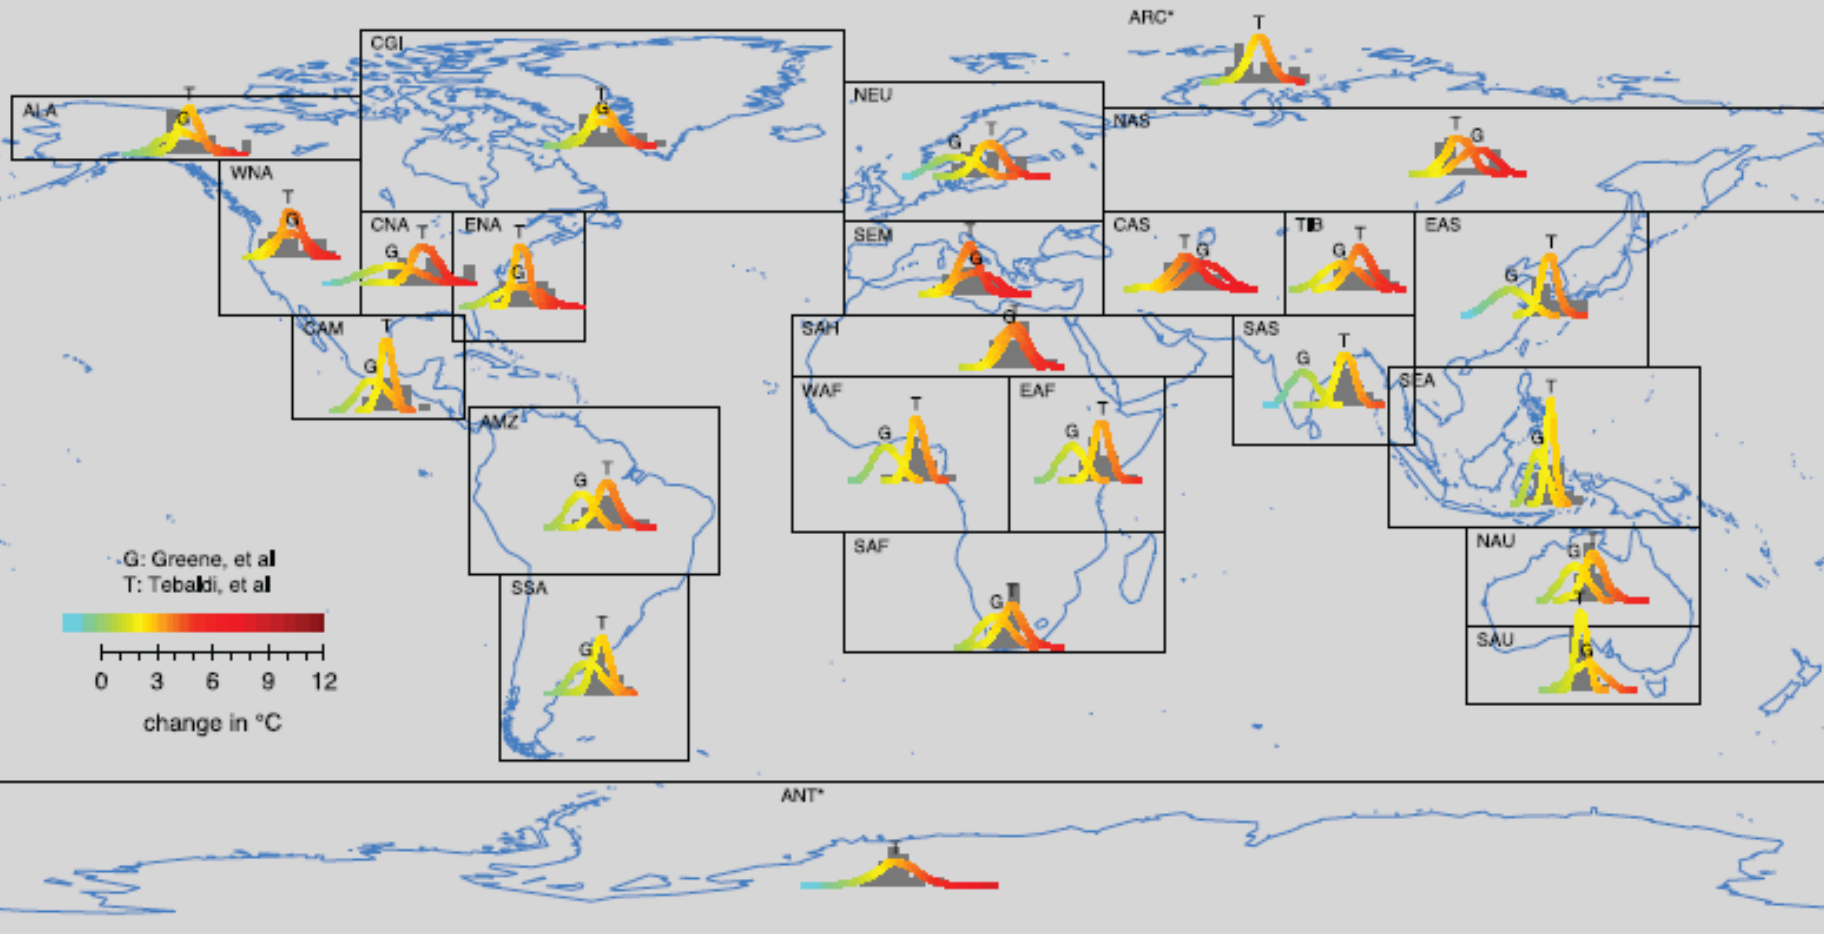 ARC*
T
CGI
T
G
ALA
T
G
NEU
G
T
NAS
T
G
WNA
T
G
CNA
G
T
ENA
T
G
SEM
T
G
CAS
T
G
TIB
G
T
EAS
G
T
CAM
G
T
SAH
G
SAS
G
T
SEA
T
G
WAF
G
T
EAF
G
T
AMZ
G
T
SAF
G
T
NAU
G
T
G: Greene, et al
T: Tebaldi, et al
0 3 6 9 12
change in °C
SSA
G
T
SAU
T
G
ANT*
T